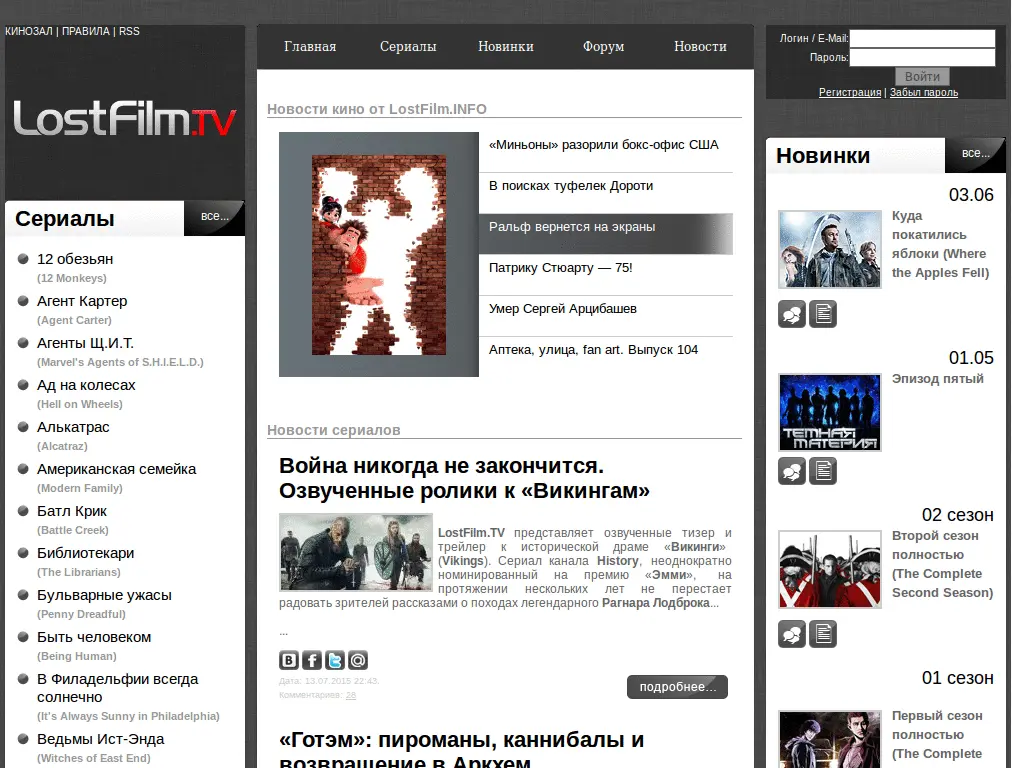 КИНОЗАЛ | ПРАВИЛА | RSS
LostFilm.TV
Сериалы
все...
12 обезьян
(12 Monkeys)
Агент Картер
(Agent Carter)
Агенты Щ.И.Т.
(Marvel's Agents of S.H.I.E.L.D.)
Ад на колесах
(Hell on Wheels)
Алькатрас
(Alcatraz)
Американская семейка
(Modern Family)
Батл Крик
(Battle Creek)
Библиотекари
(The Librarians)
Бульварные ужасы
(Penny Dreadful)
Быть человеком
(Being Human)
В Филадельфии всегда
солнечно
(It's Always Sunny in Philadelphia)
Ведьмы Ист-Энда
(Witches of East End)
Главная
Сериалы
Новинки
Форум
Новости
Новости кино от LostFilm.INFO
«Миньоны» разорили бокс-офис США
В поисках туфелек Дороти
Ральф вернется на экраны
Патрику Стюарту — 75!
Умер Сергей Арцибашев
Аптека, улица, fan art. Выпуск 104
Новости сериалов
Война никогда не закончится.
Озвученные ролики к «Викингам»
LostFilm.TV представляет озвученные тизер и
трейлер к исторической драме «Викинги»
(Vikings). Сериал канала History, неоднократно
номинированный на премию «Эмми», на
протяжении нескольких лет не перестает
радовать зрителей рассказами о походах легендарного Рагнара Лодброка...
...
Дата: 13.07.2015 22:43.
Комментариев: 28
подробнее...
«Готэм»: пироманы, каннибалы и
возвращение в Аркхем
Логин / E-Mail:
Пароль:
Войти
Регистрация | Забыл пароль
Новинки
все...
03.06
Куда
покатились
яблоки (Where
the Apples Fell)
01.05
Эпизод пятый
ТЕМНАЯ
МАТЕРИЯ
02 сезон
Второй сезон
полностью
(The Complete
Second Season)
01 сезон
Первый сезон
полностью
(The Complete